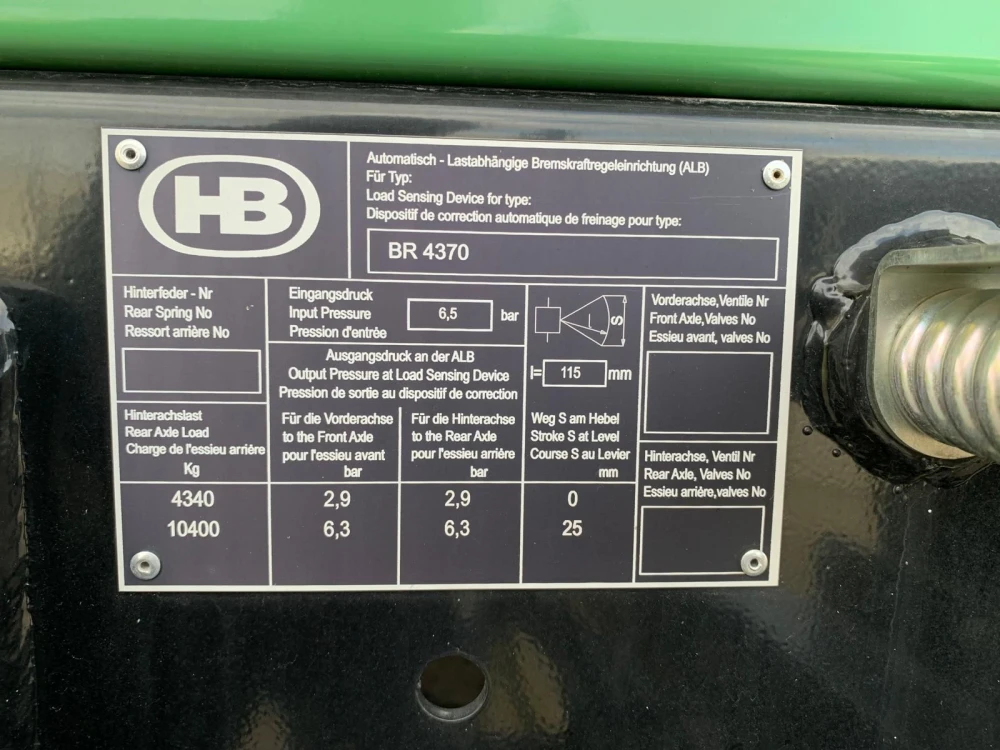 HB
Automatisch - Lastabhängige Bremskraftregeleinrichtung (ALB)
Für Typ:
Load Sensing Device for type:
Dispositif de correction automatique de freinage pour type:
BR 4370
Hinterfeder - Nr
Rear Spring No
Ressort arrière No
Eingangsdruck
Input Pressure
Pression d'entrée
6,5 bar
Ausgangsdruck an der ALB
Output Pressure at Load Sensing Device
Pression de sortie au dispositif de correction
S
l= 115 mm
Vorderachse,Ventile Nr
Front Axle,Valves No
Essieu avant, valves No
Hinterachslast
Rear Axle Load
Charge de l'essieu arrière
Kg
Für die Vorderachse
to the Front Axle
pour l'essieu avant
bar
Für die Hinterachse
to the Rear Axle
pour l'essieu arrière
bar
Weg S am Hebel
Stroke S at Level
Course S au Levier
mm
Hinterachse, Ventil Nr
Rear Axle, Valves No
Essieu arrière,valves No
4340 2,9 2,9 0
10400 6,3 6,3 25